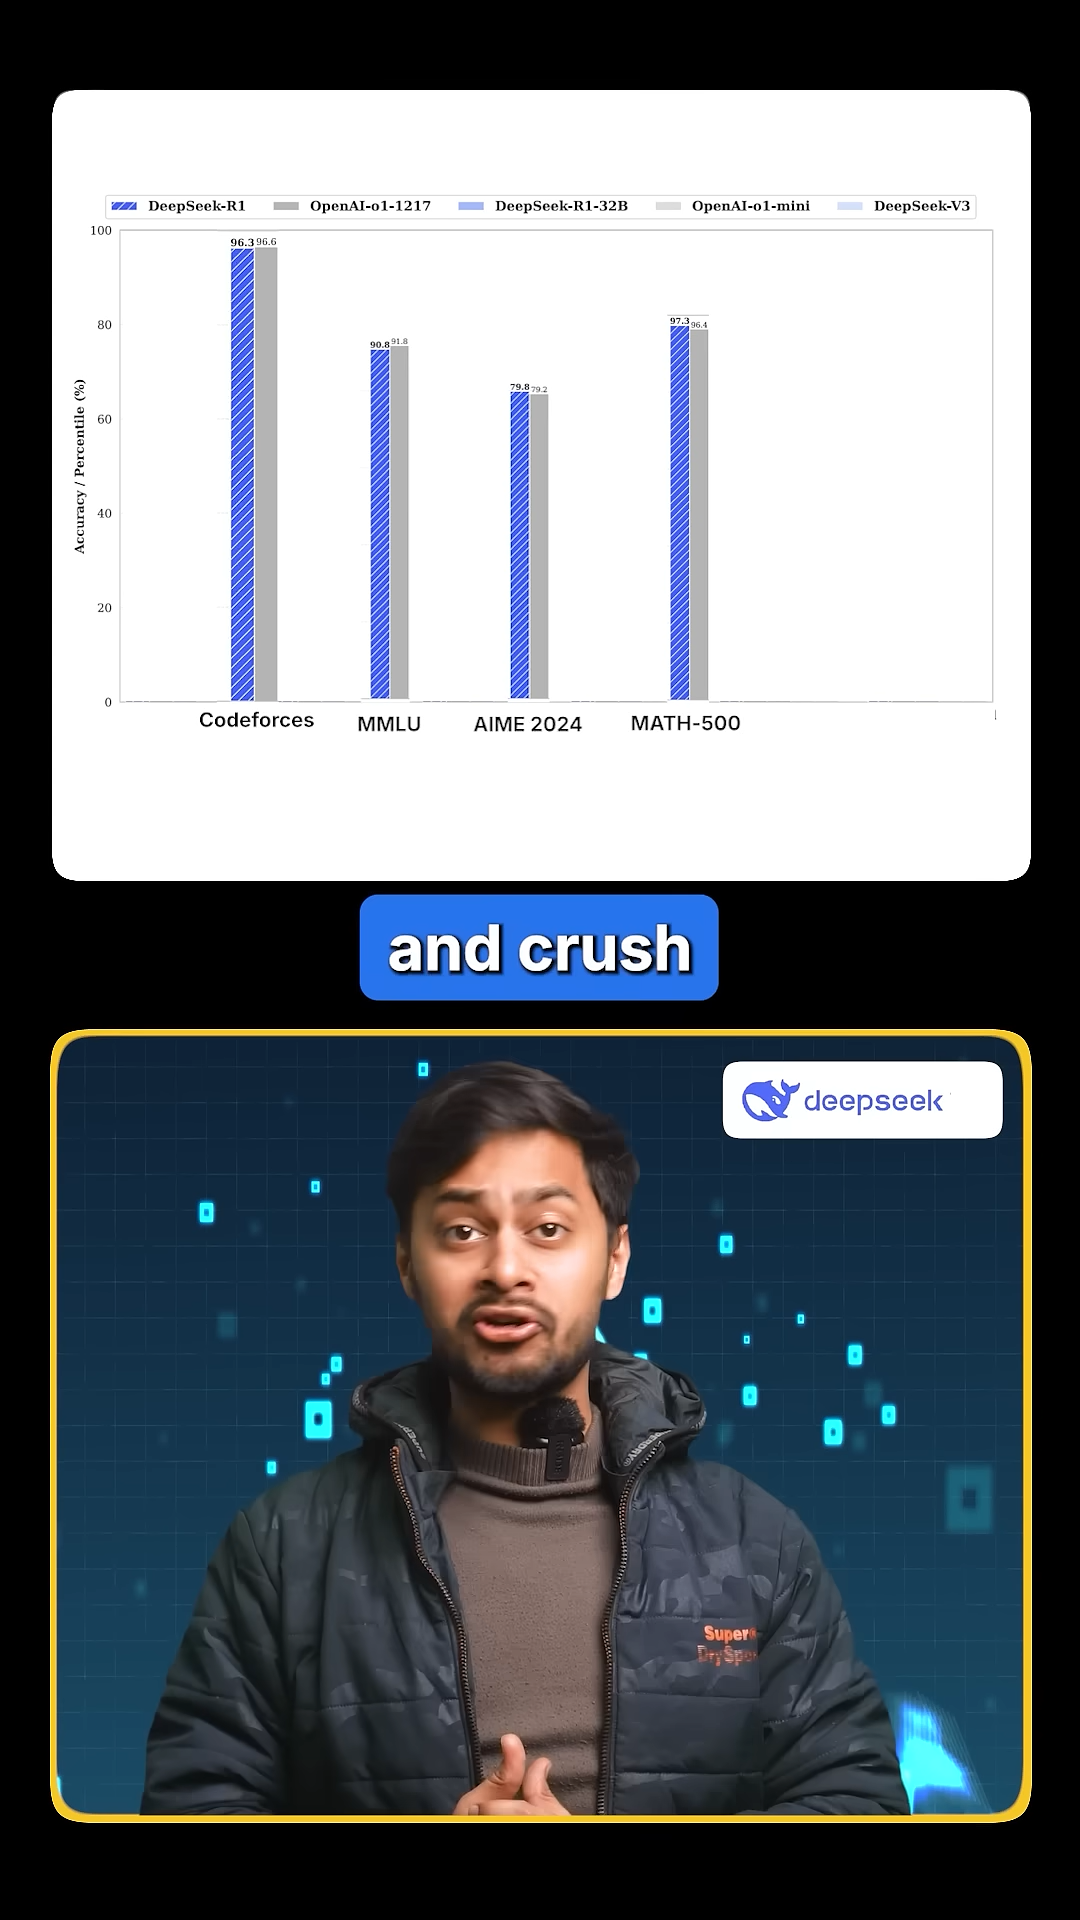 DeepSeek-R1 OpenAI-o1-1217 DeepSeek-R1-32B OpenAI-o1-mini DeepSeek-V3
100
96.3 96.6
80
97.3 96.4
90.8 91.8
60
79.8 79.2
Accuracy / Percentile (%)
40
20
0
Codeforces MMLU AIME 2024 MATH-500
and crush
deepseek